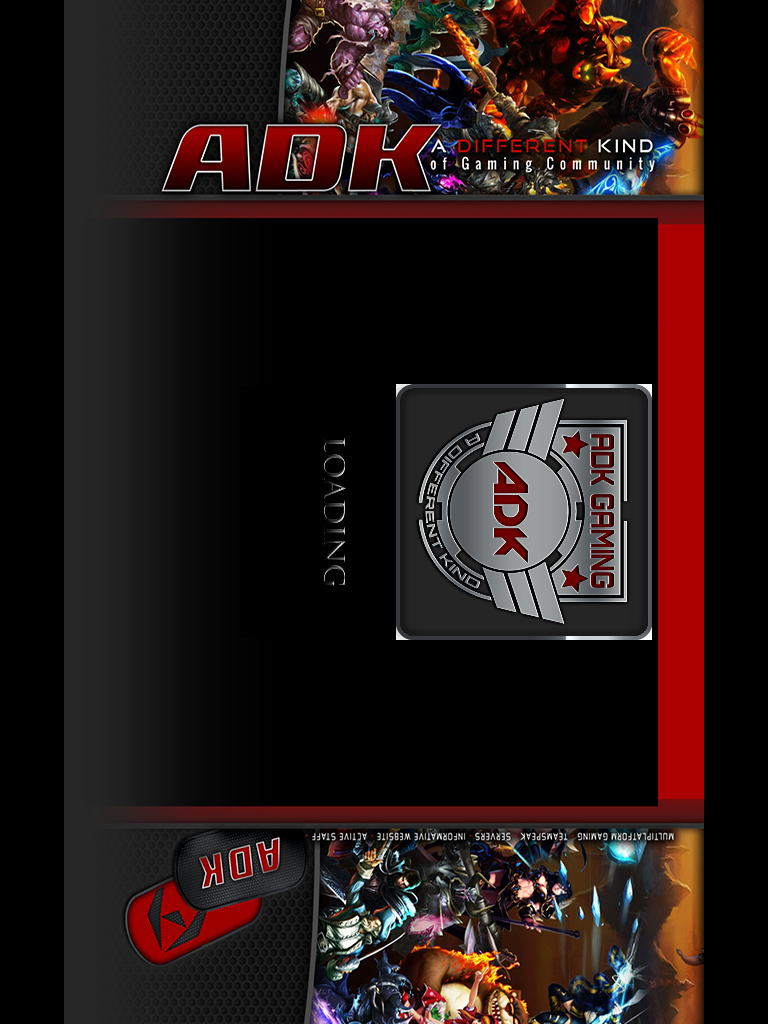 ADK
A DIFFERENT KIND
of Gaming Community
LOADING
ADK GAMING
ADK
A DIFFERENT KIND
MULTIPLATFORM GAMING · TEAMSPEAK · SERVERS · INFORMATIVE WEBSITE · ACTIVE STAFF
ADK